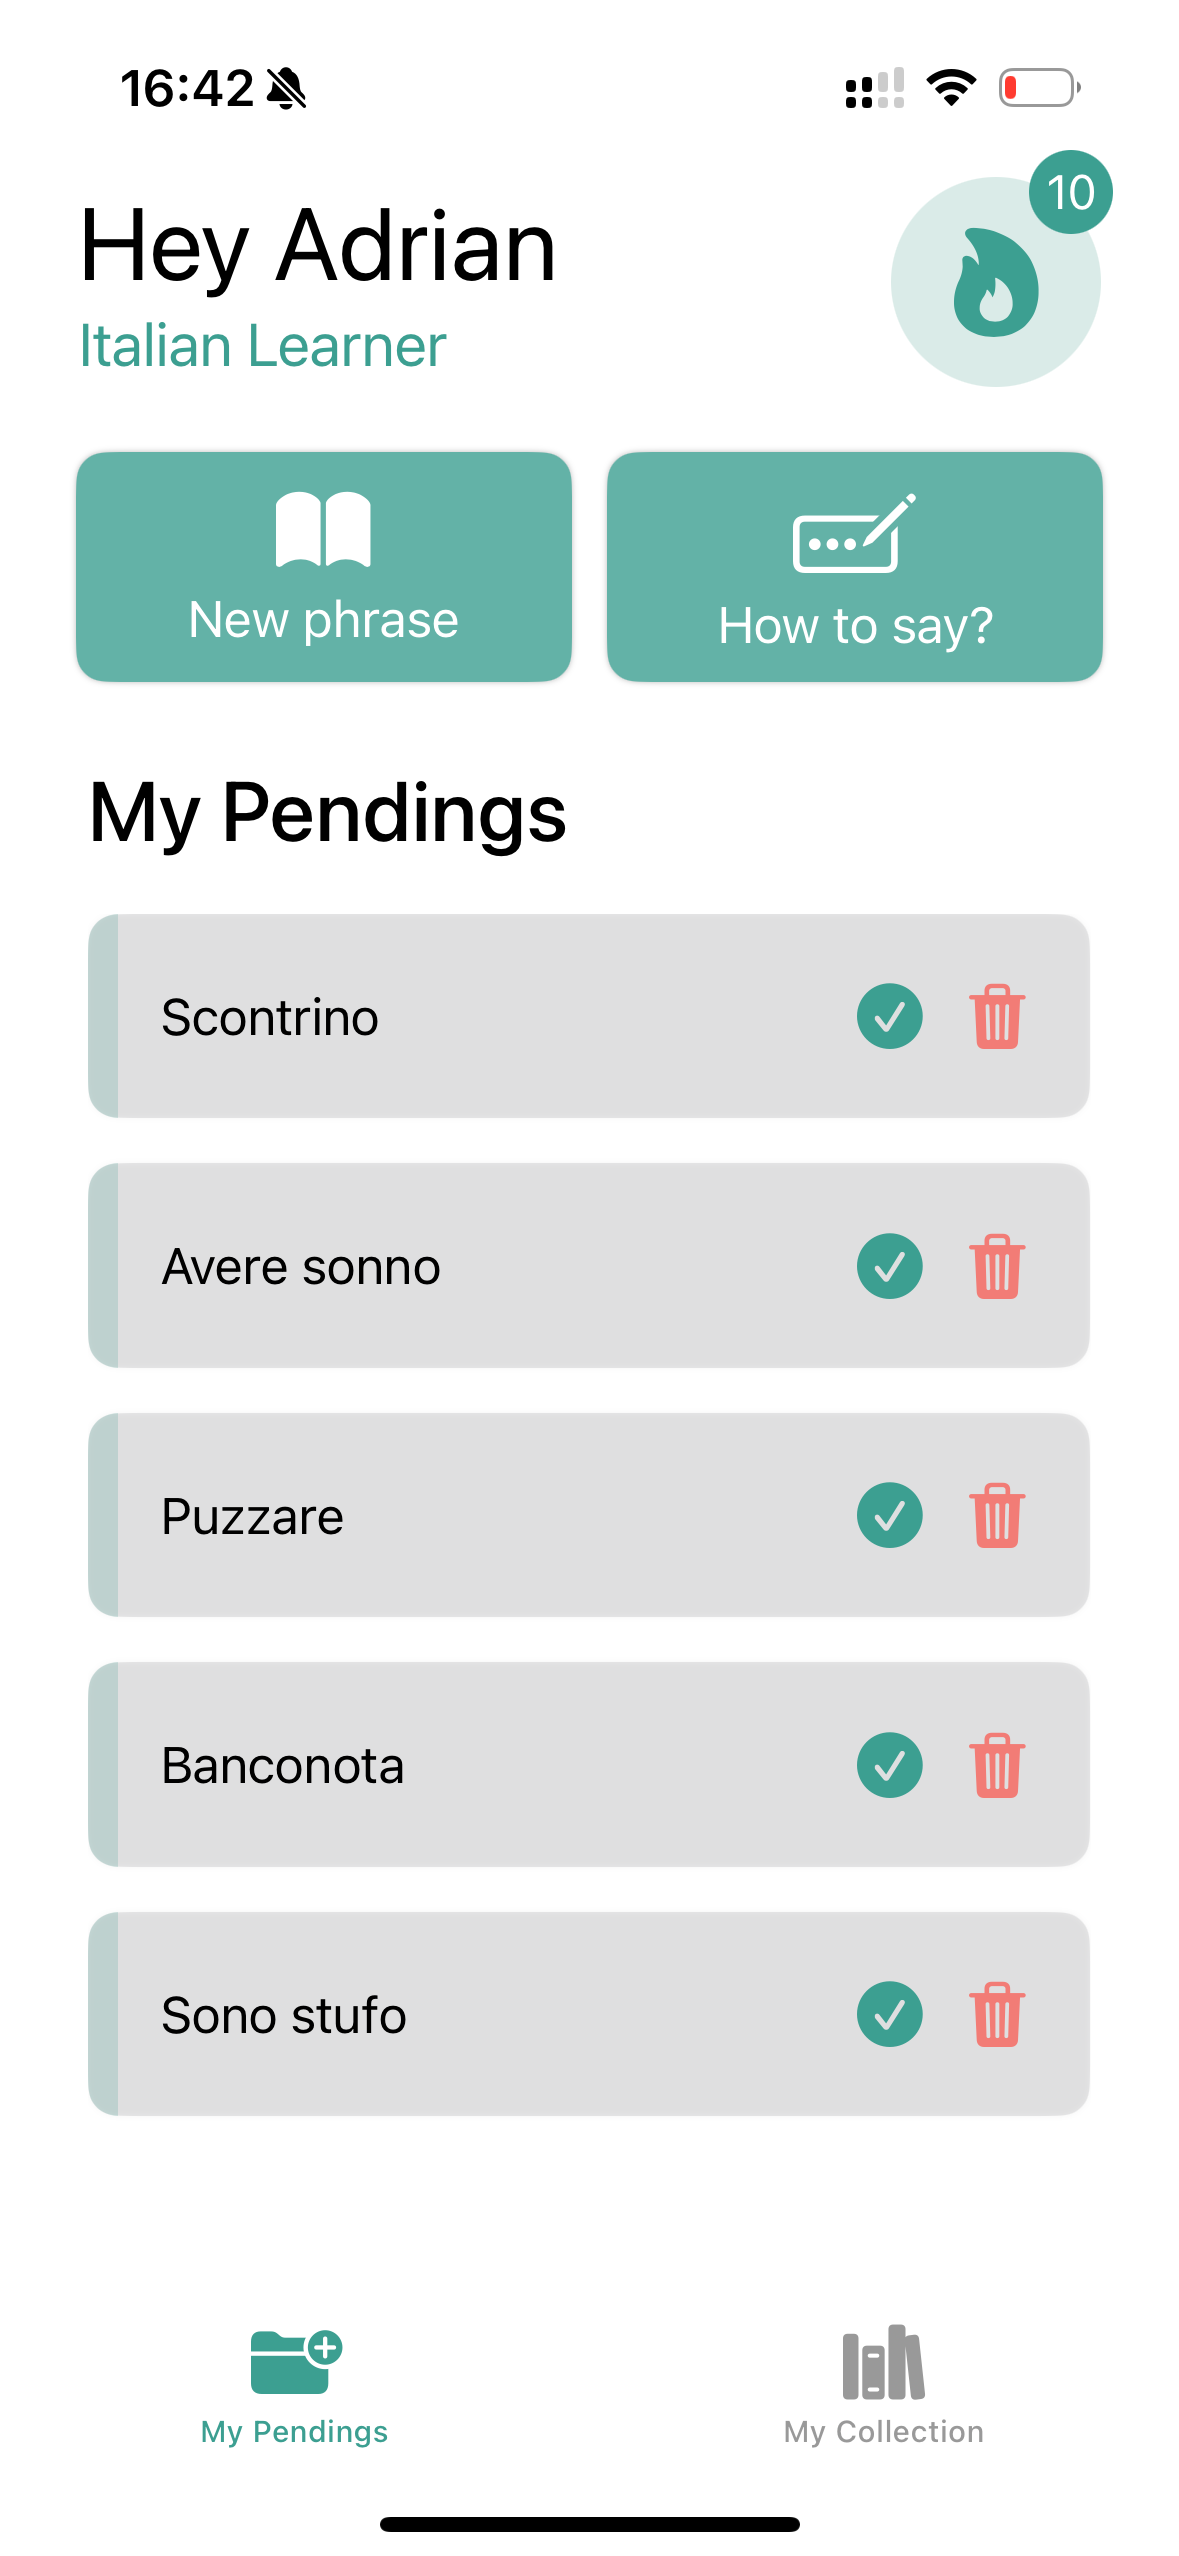 16:42
10
Hey Adrian
Italian Learner
New phrase
How to say?
My Pendings
Scontrino
Avere sonno
Puzzare
Banconota
Sono stufo
My Pendings
My Collection